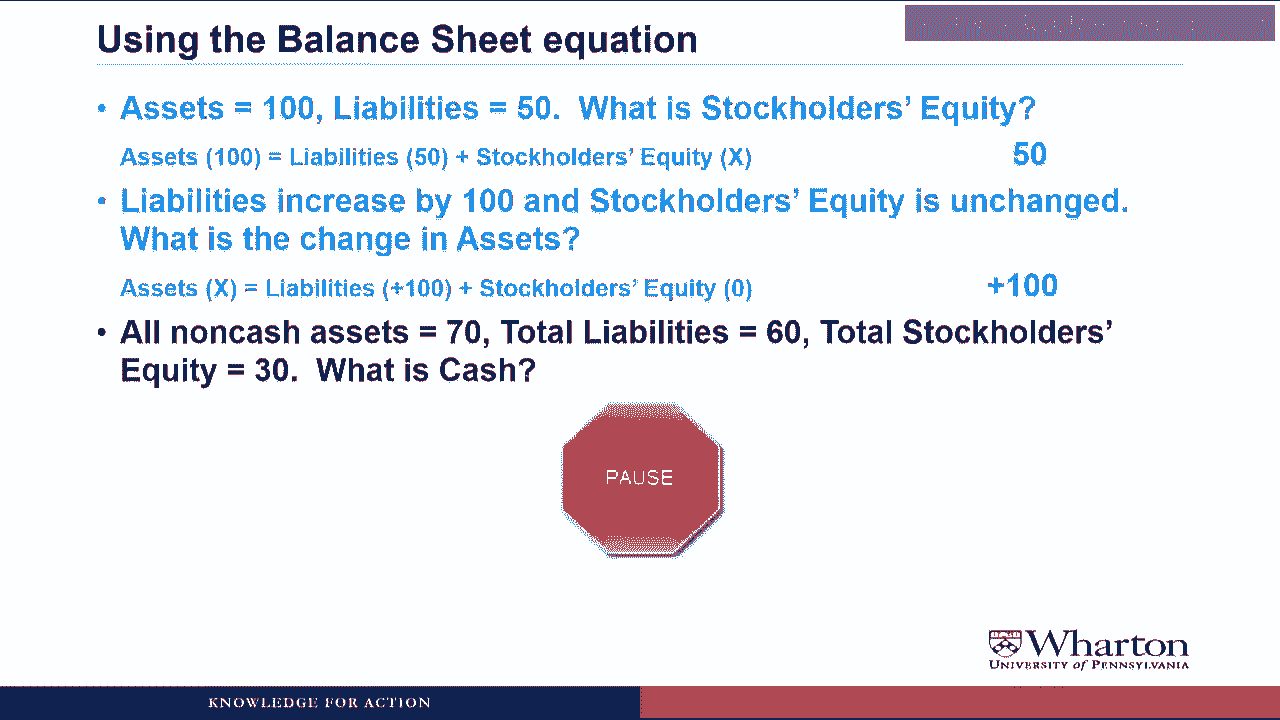 Using the Balance Sheet equation
• Assets = 100, Liabilities = 50.  What is Stockholders’ Equity?
Assets (100) = Liabilities (50) + Stockholders’ Equity (X) 50
• Liabilities increase by 100 and Stockholders’ Equity is unchanged.
What is the change in Assets?
Assets (X) = Liabilities (+100) + Stockholders’ Equity (0) +100
• All noncash assets = 70, Total Liabilities = 60, Total Stockholders’
Equity = 30.  What is Cash?
PAUSE
Wharton
UNIVERSITY of PENNSYLVANIA
KNOWLEDGE FOR ACTION